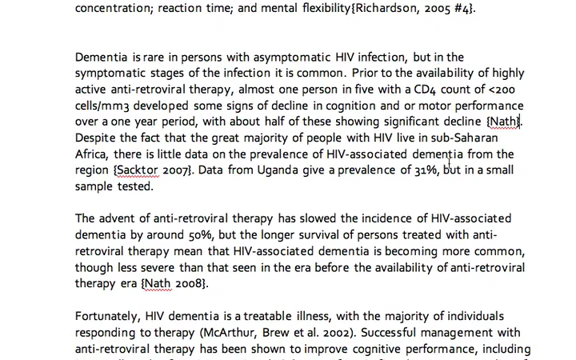 concentration; reaction time; and mental flexibility{Richardson, 2005 #4}.
Dementia is rare in persons with asymptomatic HIV infection, but in the
symptomatic stages of the infection it is common. Prior to the availability of highly
active anti-retroviral therapy, almost one person in five with a CD4 count of <200
cells/mm3 developed some signs of decline in cognition and or motor performance
over a one year period, with about half of these showing significant decline {Nath}.
Despite the fact that the great majority of people with HIV live in sub-Saharan
Africa, there is little data on the prevalence of HIV-associated dementia from the
region {Sacktor 2007}. Data from Uganda give a prevalence of 31%, but in a small
sample tested.
The advent of anti-retroviral therapy has slowed the incidence of HIV-associated
dementia by around 50%, but the longer survival of persons treated with anti-
retroviral therapy mean that HIV-associated dementia is becoming more common,
though less severe than that seen in the era before the availability of anti-retroviral
therapy era {Nath 2008}.
Fortunately, HIV dementia is a treatable illness, with the majority of individuals
responding to therapy (McArthur, Brew et al. 2002). Successful management with
anti-retroviral therapy has been shown to improve cognitive performance, including